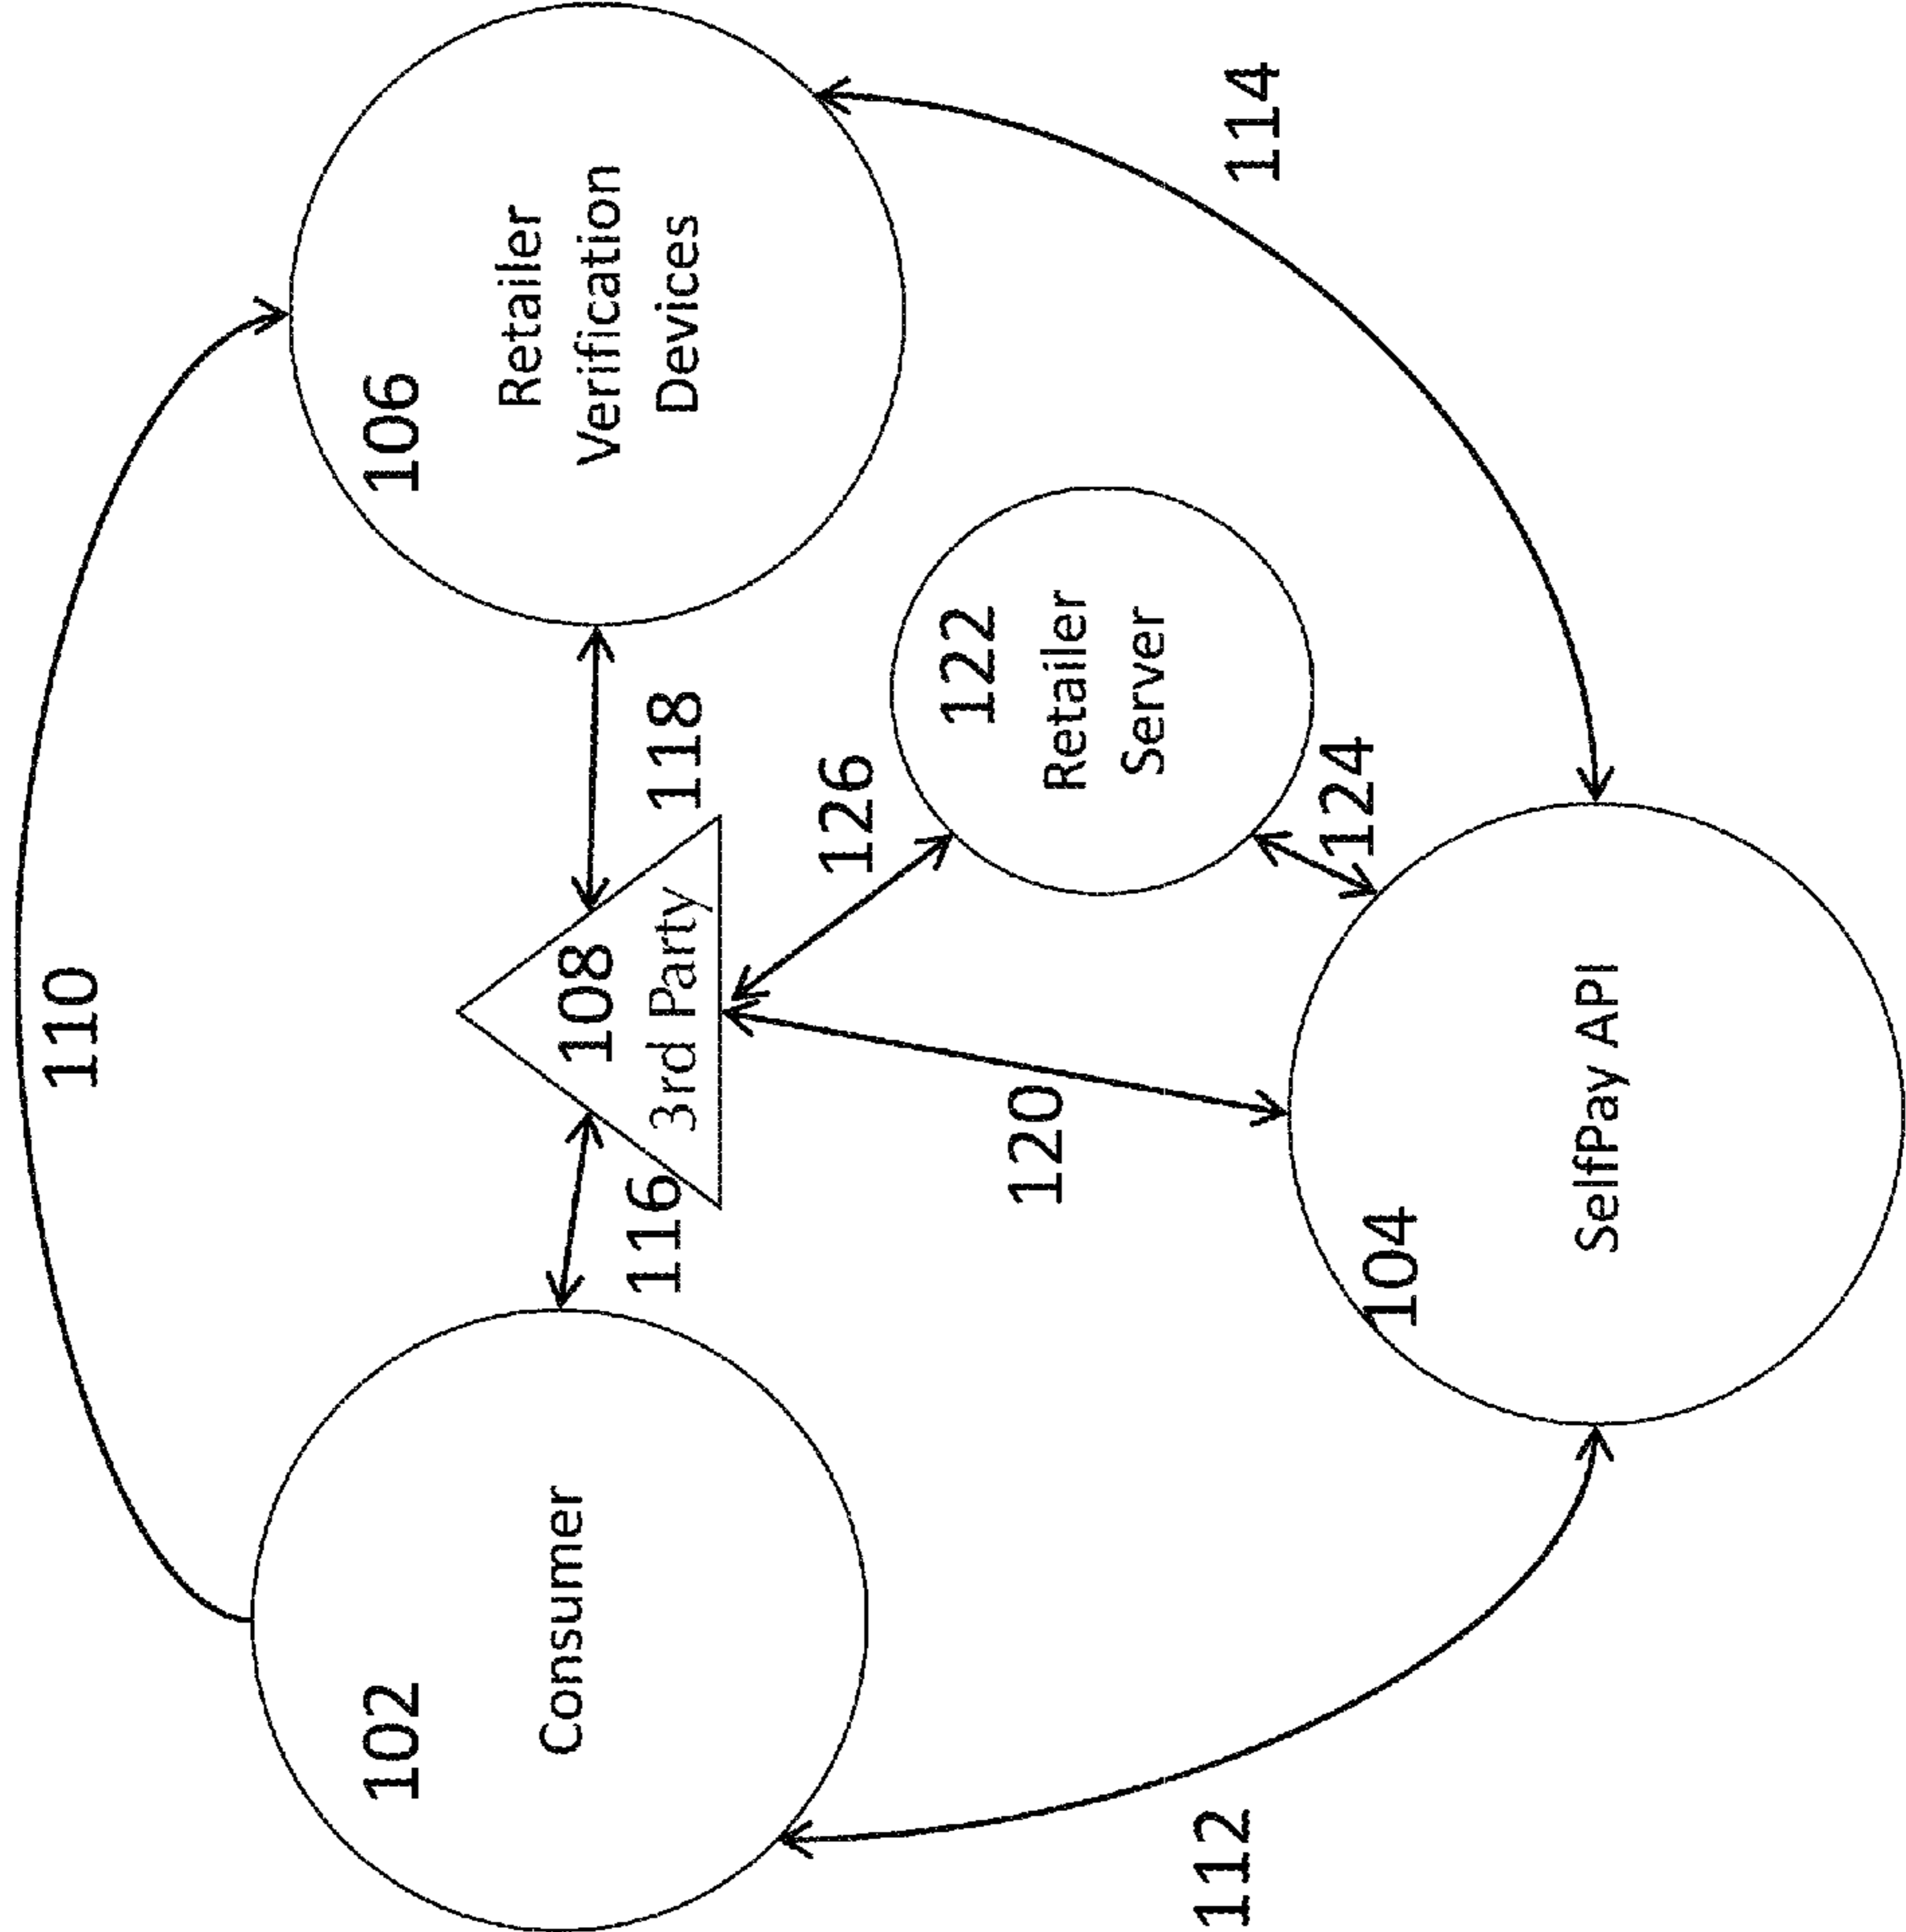 110
102
Consumer
106
Retailer
Verification
Devices
108
3rd Party
116
118
126
122
Retailer
Server
120
124
104
SelfPay API
112
114